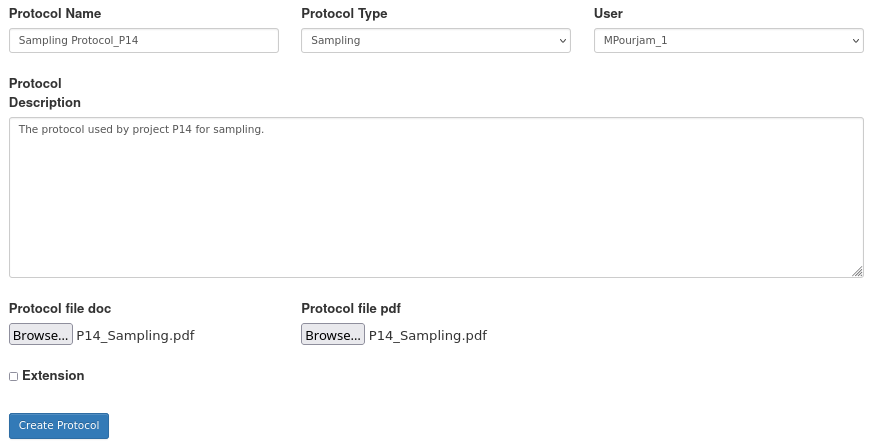 Protocol Name
Protocol Type
User
Sampling Protocol_P14
Sampling
MPourjam_1
Protocol
Description
The protocol used by project P14 for sampling.
Protocol file doc
Protocol file pdf
Browse... P14_Sampling.pdf
Browse... P14_Sampling.pdf
Extension
Create Protocol